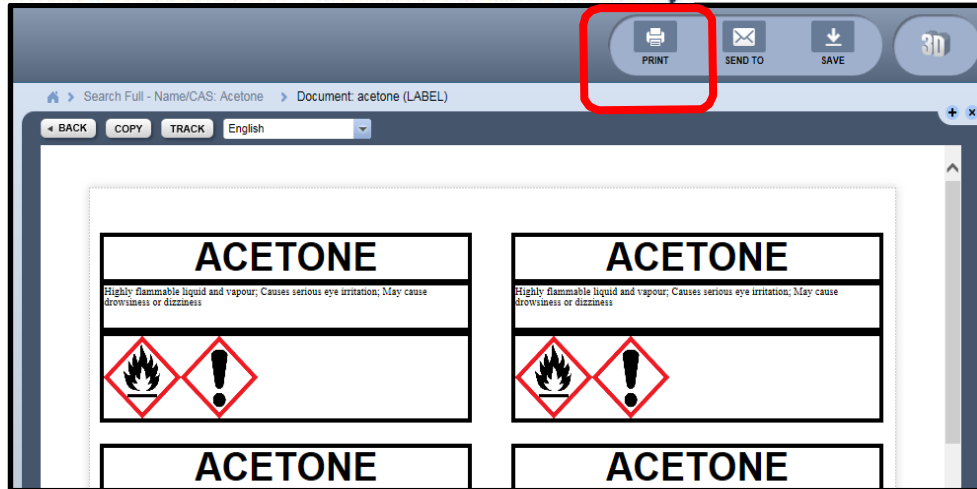 PRINT
SEND TO
SAVE
3D
> Search Full - Name/CAS: Acetone > Document: acetone (LABEL)
BACK
COPY
TRACK
English
ACETONE
Highly flammable liquid and vapour; Causes serious eye irritation; May cause
drowsiness or dizziness
ACETONE
Highly flammable liquid and vapour; Causes serious eye irritation; May cause
drowsiness or dizziness
ACETONE
ACETONE